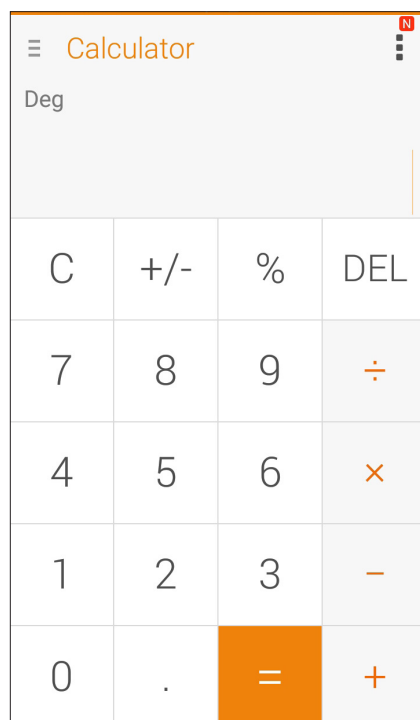 Calculator
N
Deg
C +/- % DEL
7 8 9 ÷
4 5 6 ×
1 2 3 −
0 . = +